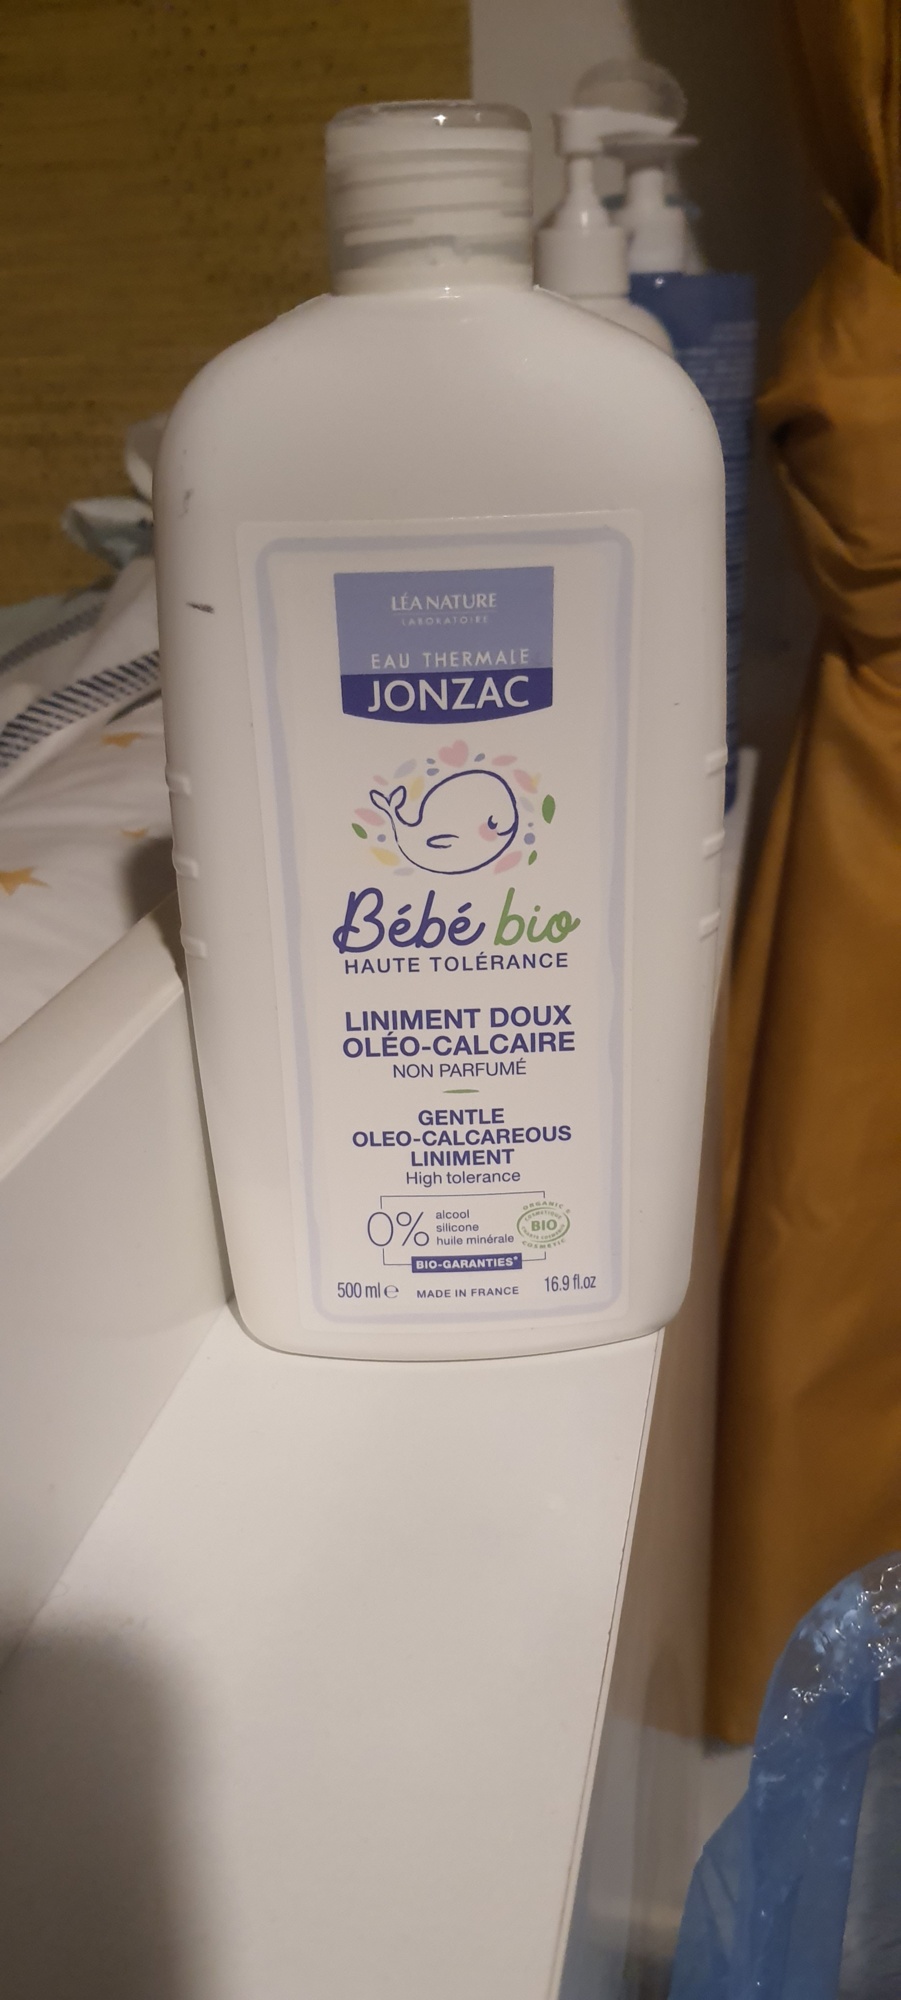 LÉA NATURE
LABORATOIRE
EAU THERMALE
JONZAC
Bébé bio
HAUTE TOLÉRANCE
LINIMENT DOUX
OLÉO-CALCAIRE
NON PARFUMÉ
GENTLE
OLEO-CALCAREOUS
LINIMENT
High tolerance
0%
alcool
silicone
huile minérale
ORGANIC
BIO
COSMETIC
BIO-GARANTIES*
500 ml e
MADE IN FRANCE
16.9 fl.oz